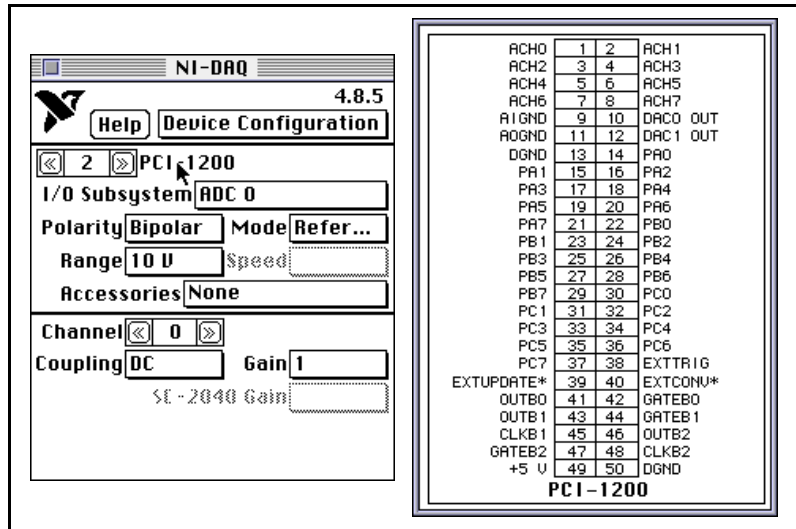 NI-DAQ
4.8.5
Help Device Configuration
2 PCI-1200
I/O Subsystem ADC 0
Polarity Bipolar Mode Refer...
Range 10 V Speed
Accessories None
Channel 0
Coupling DC Gain 1
SC-2040 Gain
ACH0 1 2 ACH1
ACH2 3 4 ACH3
ACH4 5 6 ACH5
ACH6 7 8 ACH7
AIGND 9 10 DAC0 OUT
AOGND 11 12 DAC1 OUT
DGND 13 14 PA0
PA1 15 16 PA2
PA3 17 18 PA4
PA5 19 20 PA6
PA7 21 22 PB0
PB1 23 24 PB2
PB3 25 26 PB4
PB5 27 28 PB6
PB7 29 30 PC0
PC1 31 32 PC2
PC3 33 34 PC4
PC5 35 36 PC6
PC7 37 38 EXTTRIG
EXTUPDATE* 39 40 EXTCONV*
OUTB0 41 42 GATEB0
OUTB1 43 44 GATEB1
CLKB1 45 46 OUTB2
GATEB2 47 48 CLKB2
+5 V 49 50 DGND
PCI-1200